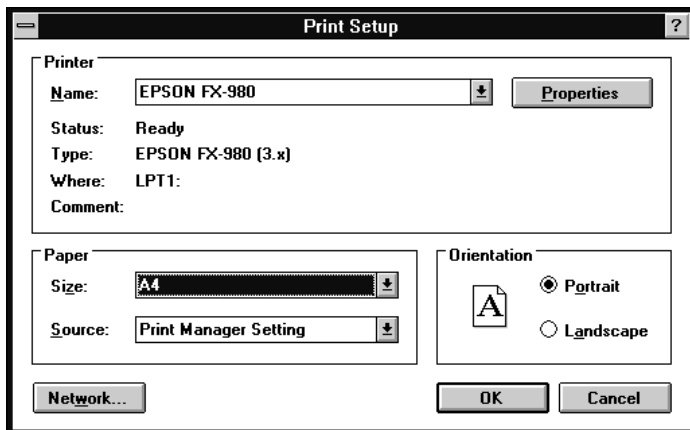 Print Setup ?
Printer
Name: EPSON FX-980 Properties
Status: Ready
Type: EPSON FX-980 (3.x)
Where: LPT1:
Comment:
Paper
Size: A4
Source: Print Manager Setting
Orientation
A
Portrait
Landscape
Network... OK Cancel